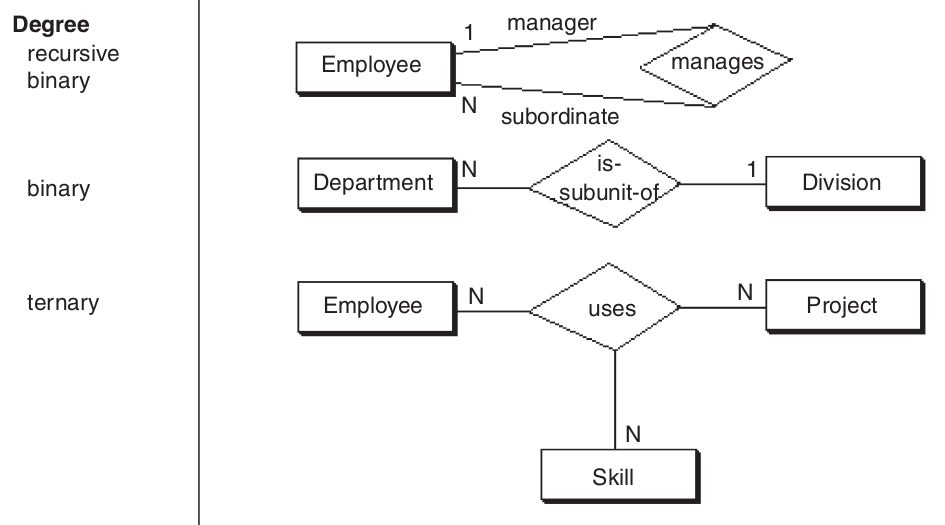 Degree
recursive
binary
1
manager
Employee
manages
N
subordinate
binary
Department
N
is-
subunit-of
1
Division
ternary
Employee
N
uses
N
Project
N
Skill